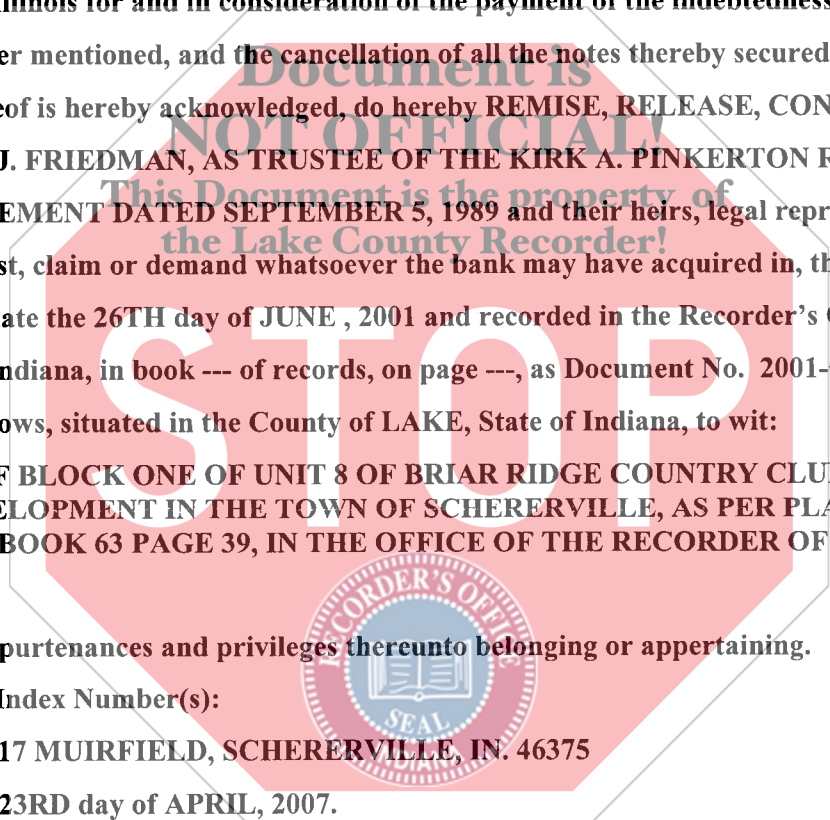 Illinois for and in consideration of the payment of the indebtedness
er mentioned, and the cancellation of all the notes thereby secured
Document is
eof is hereby acknowledged, do hereby REMISE, RELEASE, CON
NOT OFFICIAL!
J. FRIEDMAN, AS TRUSTEE OF THE KIRK A. PINKERTON R
This Document is the property of
EMENT DATED SEPTEMBER 5, 1989 and their heirs, legal repr
the Lake County Recorder!
st, claim or demand whatsoever the bank may have acquired in, th
ate the 26TH day of JUNE , 2001 and recorded in the Recorder's
STOP
ndiana, in book --- of records, on page ---, as Document No. 2001-
ows, situated in the County of LAKE, State of Indiana, to wit:
F BLOCK ONE OF UNIT 8 OF BRIAR RIDGE COUNTRY CLU
ELOPMENT IN THE TOWN OF SCHERERVILLE, AS PER PLA
BOOK 63 PAGE 39, IN THE OFFICE OF THE RECORDER OF
RECORDER'S OFFICE
purtenances and privileges thereunto belonging or appertaining.
Index Number(s):
SEAL
INDIANA
17 MUIRFIELD, SCHERERVILLE, IN. 46375
23RD day of APRIL, 2007.